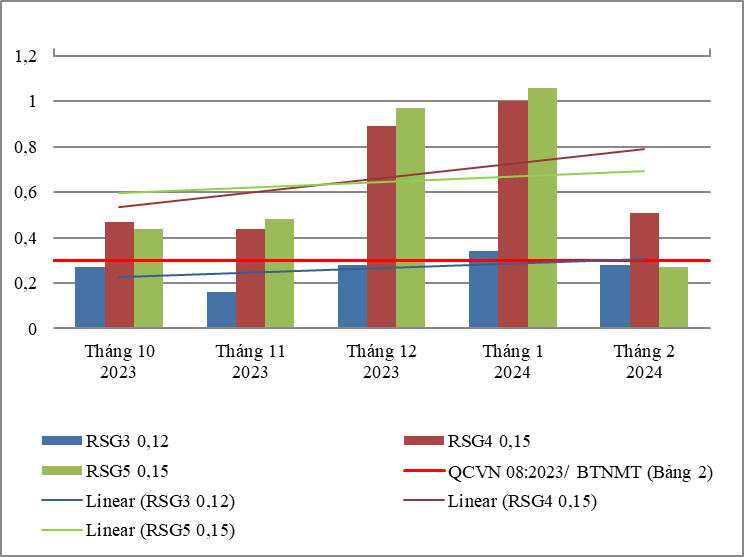 1,2
1
0,8
0,6
0,4
0,2
0
Tháng 10
2023
Tháng 11
2023
Tháng 12
2023
Tháng 1
2024
Tháng 2
2024
RSG3 0,12
RSG4 0,15
RSG5 0,15
QCVN 08:2023/ BTNMT (Bảng 2)
Linear (RSG3 0,12)
Linear (RSG4 0,15)
Linear (RSG5 0,15)